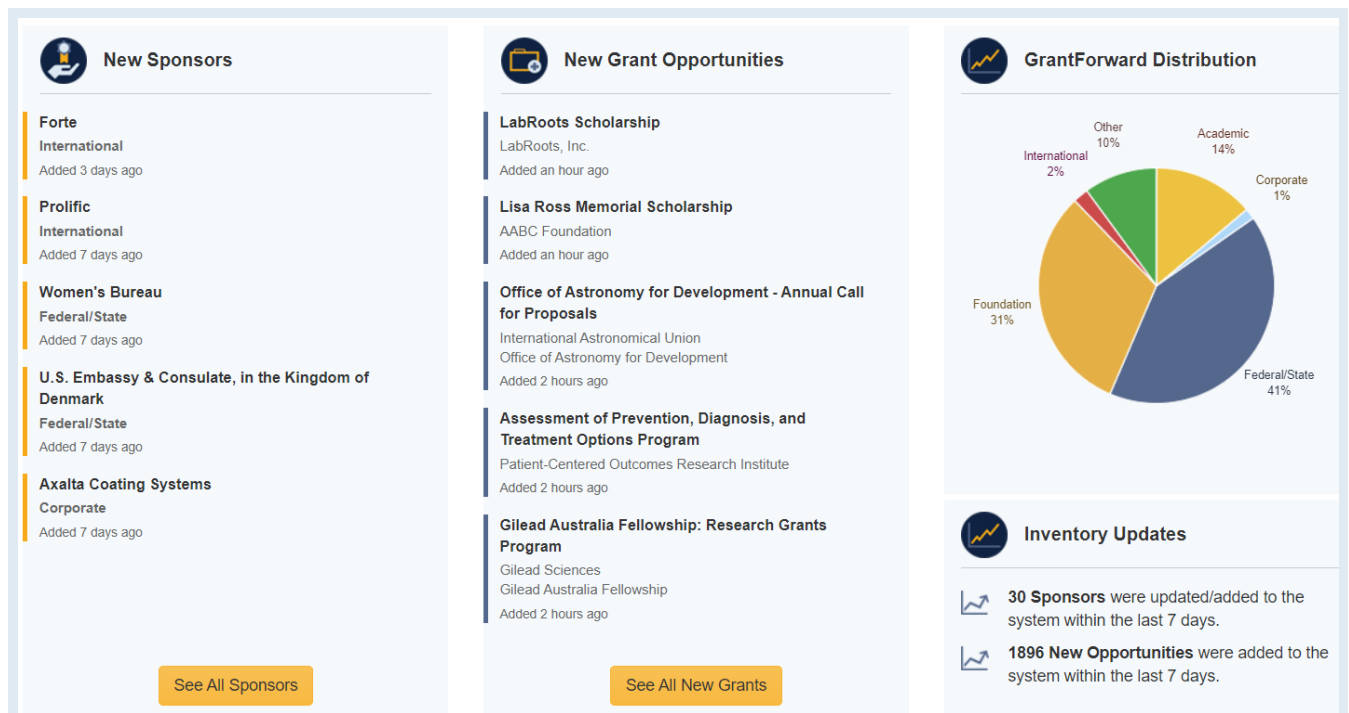 New Sponsors
Forte
International
Added 3 days ago
Prolific
International
Added 7 days ago
Women's Bureau
Federal/State
Added 7 days ago
U.S. Embassy & Consulate, in the Kingdom of
Denmark
Federal/State
Added 7 days ago
Axalta Coating Systems
Corporate
Added 7 days ago
See All Sponsors
New Grant Opportunities
LabRoots Scholarship
LabRoots, Inc.
Added an hour ago
Lisa Ross Memorial Scholarship
AABC Foundation
Added an hour ago
Office of Astronomy for Development - Annual Call
for Proposals
International Astronomical Union
Office of Astronomy for Development
Added 2 hours ago
Assessment of Prevention, Diagnosis, and
Treatment Options Program
Patient-Centered Outcomes Research Institute
Added 2 hours ago
Gilead Australia Fellowship: Research Grants
Program
Gilead Sciences
Gilead Australia Fellowship
Added 2 hours ago
See All New Grants
GrantForward Distribution
Other
10%
Academic
14%
International
2%
Corporate
1%
Foundation
31%
Federal/State
41%
Inventory Updates
30 Sponsors were updated/added to the
system within the last 7 days.
1896 New Opportunities were added to the
system within the last 7 days.